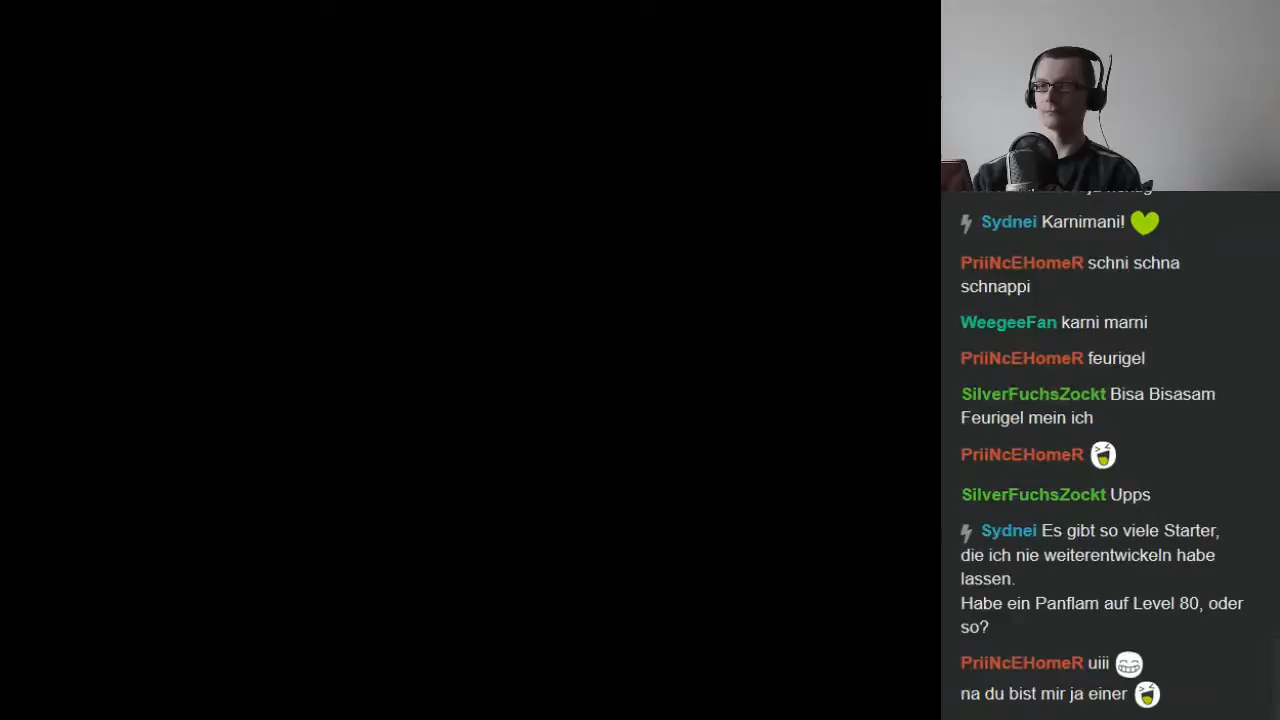 Sydnei Karnimani!
PriiNcEHomeR schni schna
schnappi
WeegeeFan karni marni
PriiNcEHomeR feurigel
SilverFuchsZockt Bisa Bisasam
Feurigel mein ich
PriiNcEHomeR
SilverFuchsZockt Upps
Sydnei Es gibt so viele Starter,
die ich nie weiterentwickeln habe
lassen.
Habe ein Panflam auf Level 80, oder
so?
PriiNcEHomeR uiii
na du bist mir ja einer